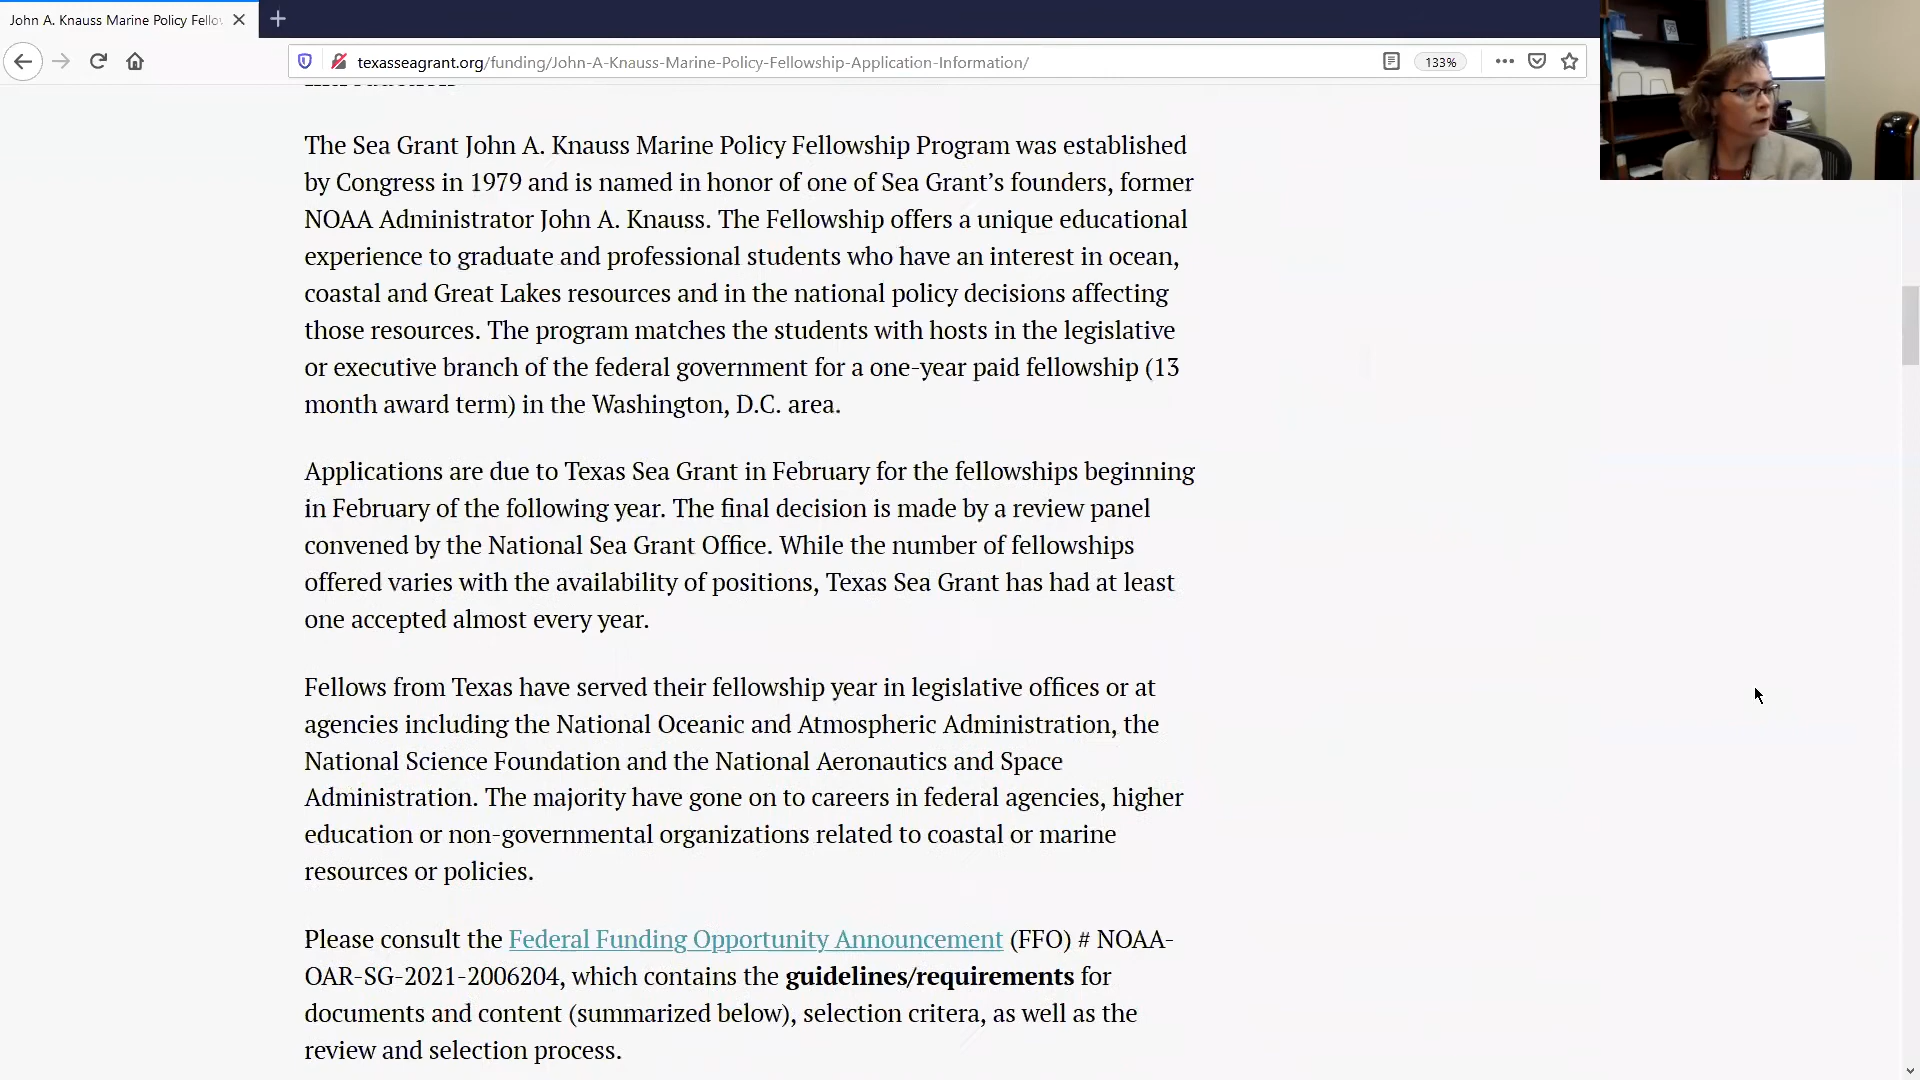 John A. Knauss Marine Policy Fello
texasseagrant.org/funding/John-A-Knauss-Marine-Policy-Fellowship-Application-Information/
133%
The Sea Grant John A. Knauss Marine Policy Fellowship Program was established
by Congress in 1979 and is named in honor of one of Sea Grant’s founders, former
NOAA Administrator John A. Knauss. The Fellowship offers a unique educational
experience to graduate and professional students who have an interest in ocean,
coastal and Great Lakes resources and in the national policy decisions affecting
those resources. The program matches the students with hosts in the legislative
or executive branch of the federal government for a one-year paid fellowship (13
month award term) in the Washington, D.C. area.
Applications are due to Texas Sea Grant in February for the fellowships beginning
in February of the following year. The final decision is made by a review panel
convened by the National Sea Grant Office. While the number of fellowships
offered varies with the availability of positions, Texas Sea Grant has had at least
one accepted almost every year.
Fellows from Texas have served their fellowship year in legislative offices or at
agencies including the National Oceanic and Atmospheric Administration, the
National Science Foundation and the National Aeronautics and Space
Administration. The majority have gone on to careers in federal agencies, higher
education or non-governmental organizations related to coastal or marine
resources or policies.
Please consult the Federal Funding Opportunity Announcement (FFO) # NOAA-
OAR-SG-2021-2006204, which contains the guidelines/requirements for
documents and content (summarized below), selection critera, as well as the
review and selection process.